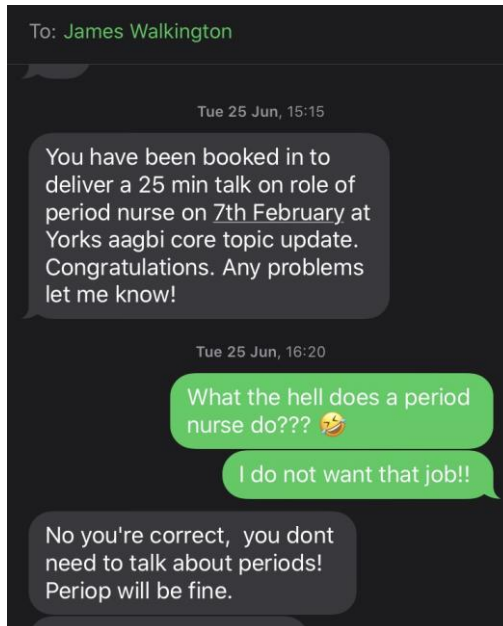 To: James Walkington
Tue 25 Jun, 15:15
You have been booked in to
deliver a 25 min talk on role of
period nurse on 7th February at
Yorks aagbi core topic update.
Congratulations. Any problems
let me know!
Tue 25 Jun, 16:20
What the hell does a period
nurse do??? 🤣
I do not want that job!!
No you're correct,  you dont
need to talk about periods!
Periop will be fine.